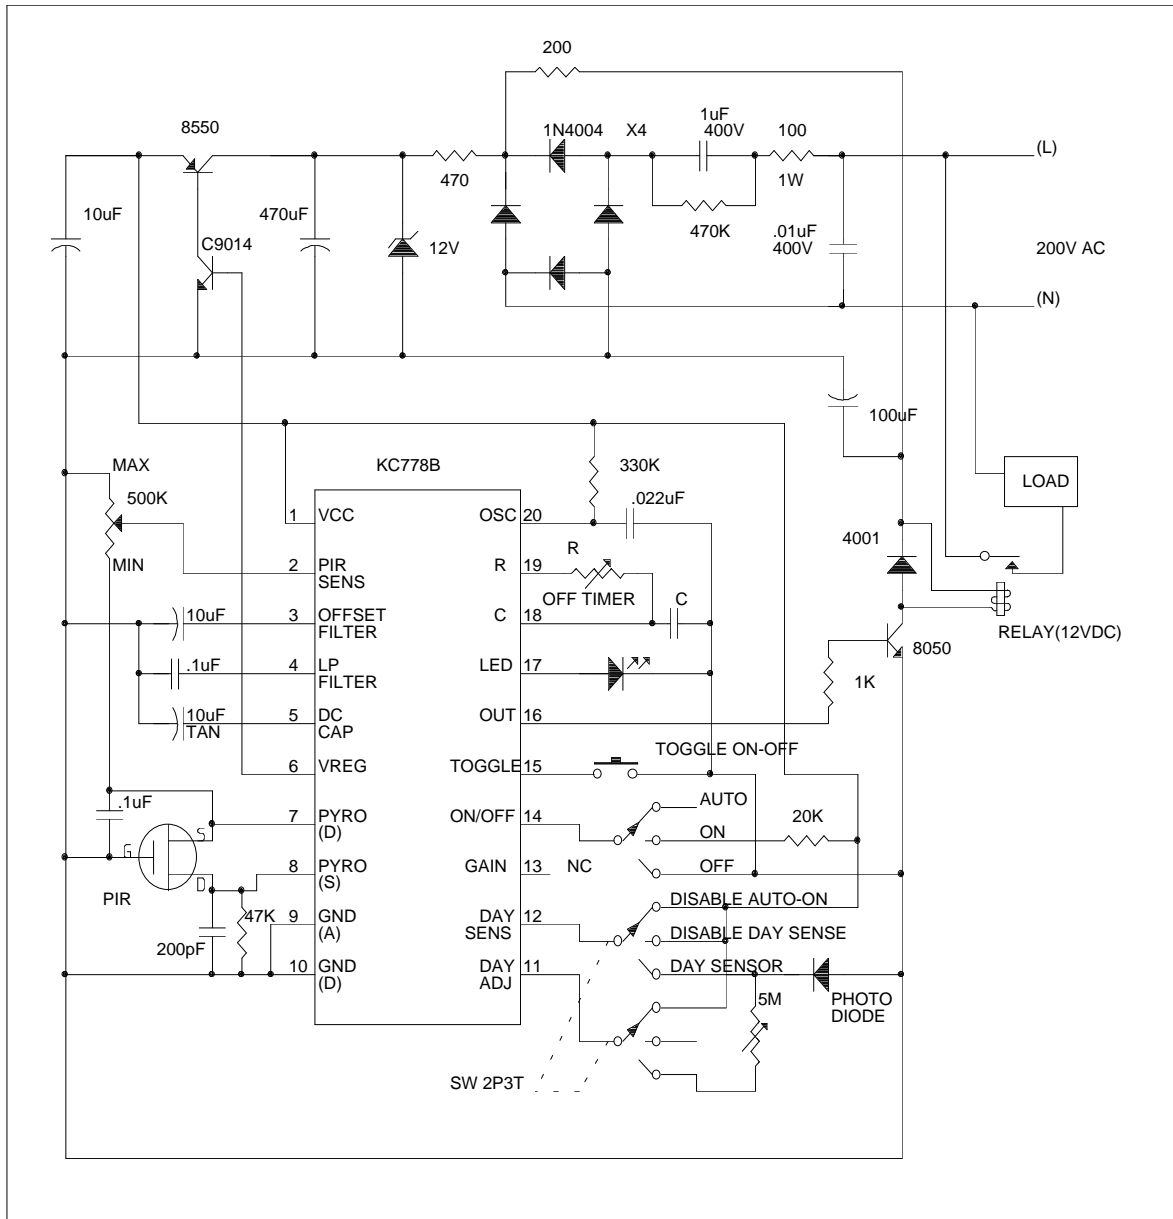 200
8550
1N4004
X4
1uF
400V
100
(L)
470
1W
10uF
470uF
C9014
12V
470K
.01uF
400V
200V AC
(N)
100uF
MAX
KC778B
330K
500K
.022uF
LOAD
1
VCC
OSC
20
4001
MIN
2
PIR
SENS
R
19
R
OFF TIMER
10uF
3
OFFSET
FILTER
C
18
C
RELAY(12VDC)
.1uF
4
LP
FILTER
LED
17
8050
1K
10uF
TAN
5
DC
CAP
OUT
16
TOGGLE ON-OFF
6
VREG
TOGGLE
15
.1uF
AUTO
7
PYRO
(D)
ON/OFF
14
20K
S
ON
G
8
PYRO
(S)
GAIN
13
NC
OFF
D
PIR
DISABLE AUTO-ON
47K
9
GND
(A)
DAY
SENS
12
DISABLE DAY SENSE
200pF
10
GND
(D)
DAY
ADJ
11
DAY SENSOR
5M
PHOTO
DIODE
SW 2P3T